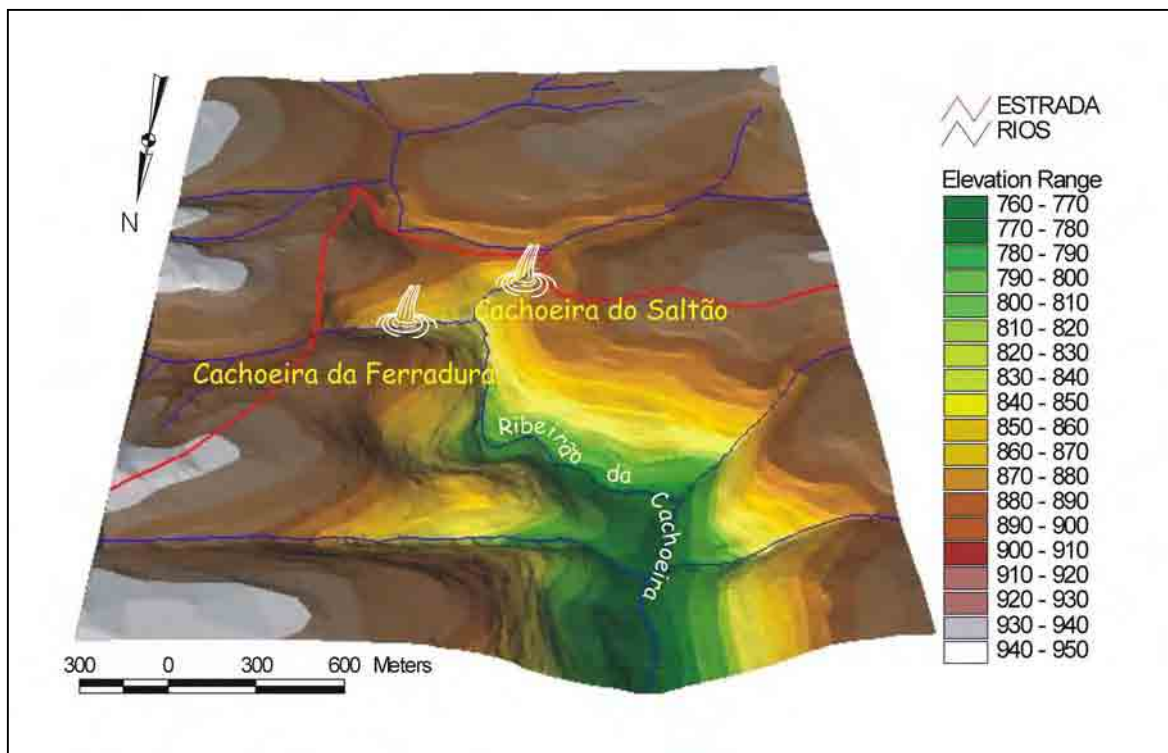 N
ESTRADA
RIOS
Elevation Range
760 - 770
770 - 780
780 - 790
790 - 800
800 - 810
810 - 820
820 - 830
830 - 840
840 - 850
850 - 860
860 - 870
870 - 880
880 - 890
890 - 900
900 - 910
910 - 920
920 - 930
930 - 940
940 - 950
Cachoeira do Saltão
Cachoeira da Ferradura
Ribeirão da Cachoeira
300 0 300 600 Meters